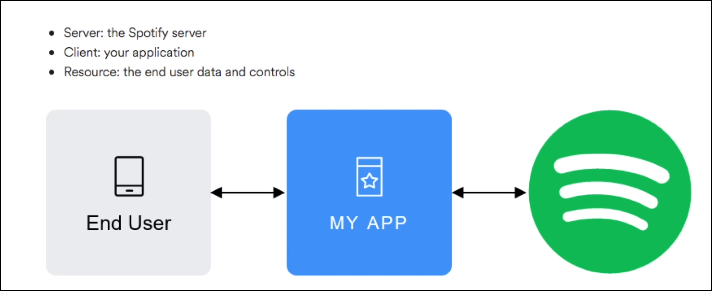 Server: the Spotify server
Client: your application
Resource: the end user data and controls
End User
MY APP